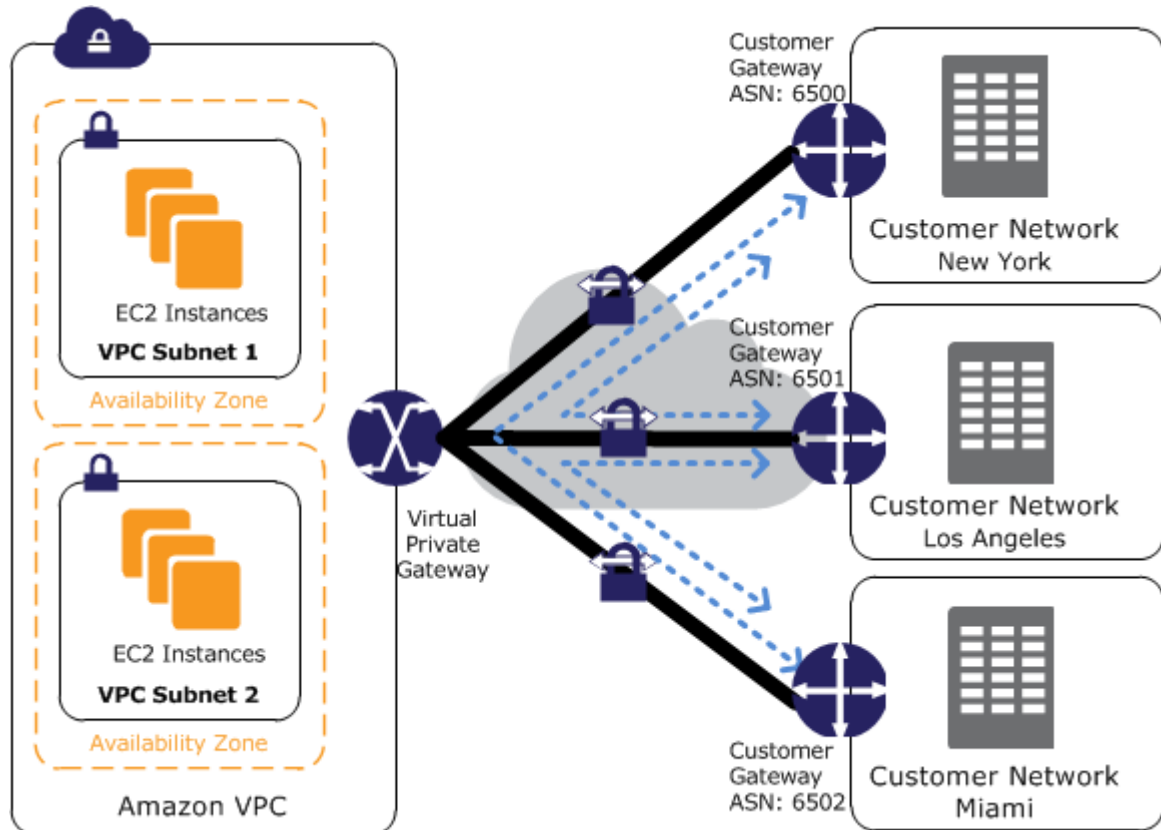 EC2 Instances
VPC Subnet 1
Availability Zone
EC2 Instances
VPC Subnet 2
Availability Zone
Amazon VPC
Virtual
Private
Gateway
Customer
Gateway
ASN: 6500
Customer Network
New York
Customer
Gateway
ASN: 6501
Customer Network
Los Angeles
Customer
Gateway
ASN: 6502
Customer Network
Miami